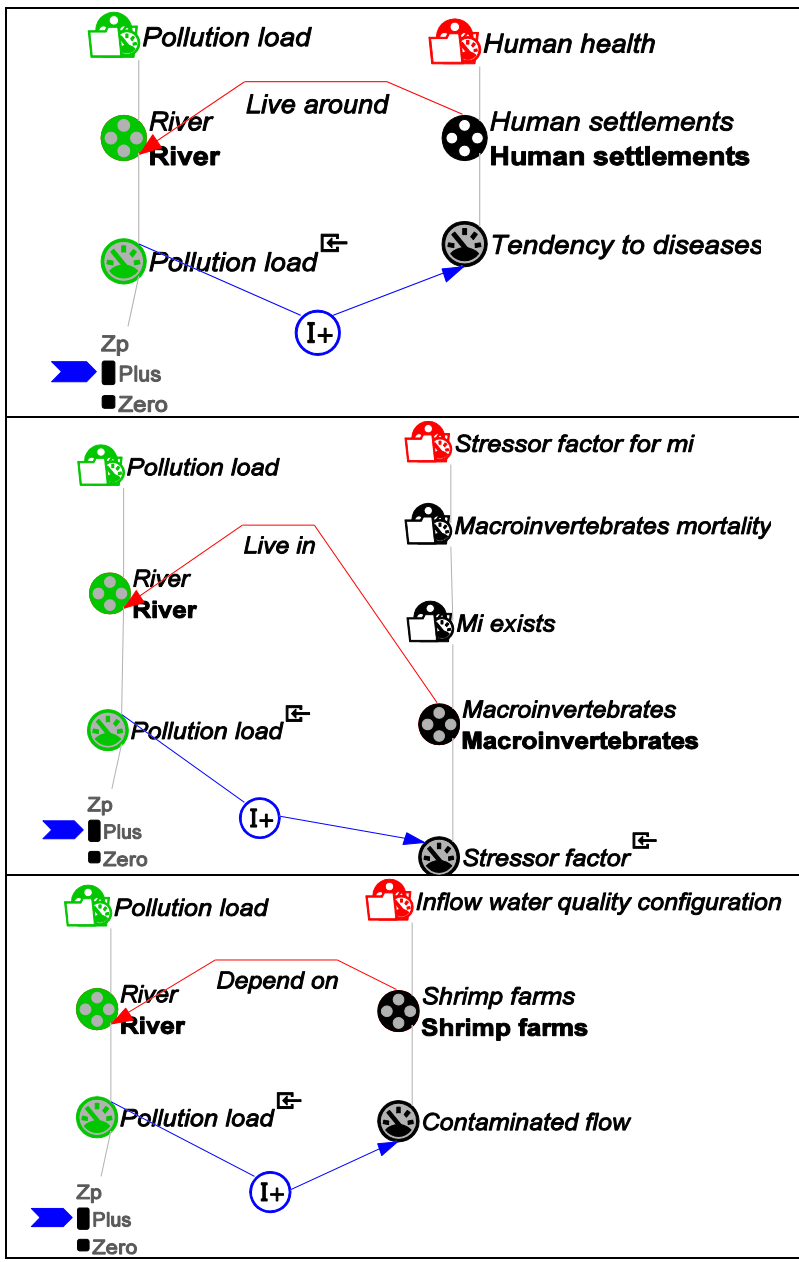 Pollution load
Human health
Live around
River
River
Human settlements
Human settlements
Pollution load
Tendency to diseases
I+
Zp
Plus
Zero
Pollution load
Stressor factor for mi
Macroinvertebrates mortality
Live in
River
River
Mi exists
Macroinvertebrates
Macroinvertebrates
Pollution load
I+
Zp
Plus
Zero
Stressor factor
Pollution load
Inflow water quality configuration
Depend on
River
River
Shrimp farms
Shrimp farms
Pollution load
Contaminated flow
I+
Zp
Plus
Zero